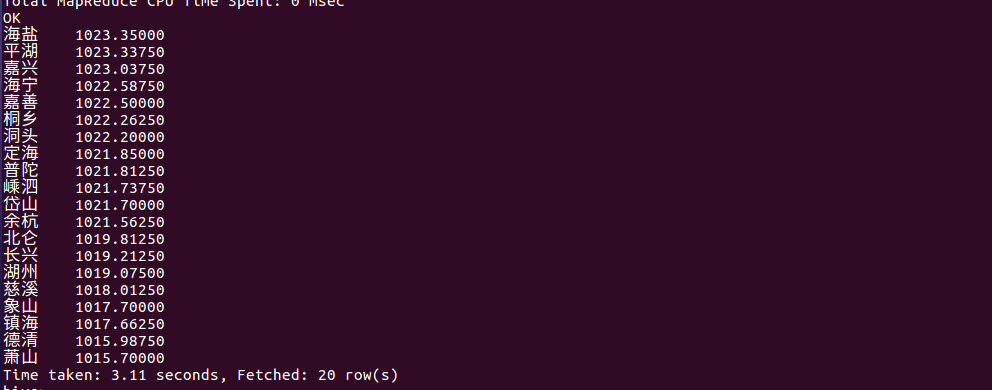 Total MapReduce CPU Time Spent: 0 msec
OK
海盐    1023.35000
平湖    1023.33750
嘉兴    1023.03750
海宁    1022.58750
嘉善    1022.50000
桐乡    1022.26250
洞头    1022.20000
定海    1021.85000
普陀    1021.81250
嵊泗    1021.73750
岱山    1021.70000
余杭    1021.56250
北仑    1019.81250
长兴    1019.21250
湖州    1019.07500
慈溪    1018.01250
象山    1017.70000
镇海    1017.66250
德清    1015.98750
萧山    1015.70000
Time taken: 3.11 seconds, Fetched: 20 row(s)